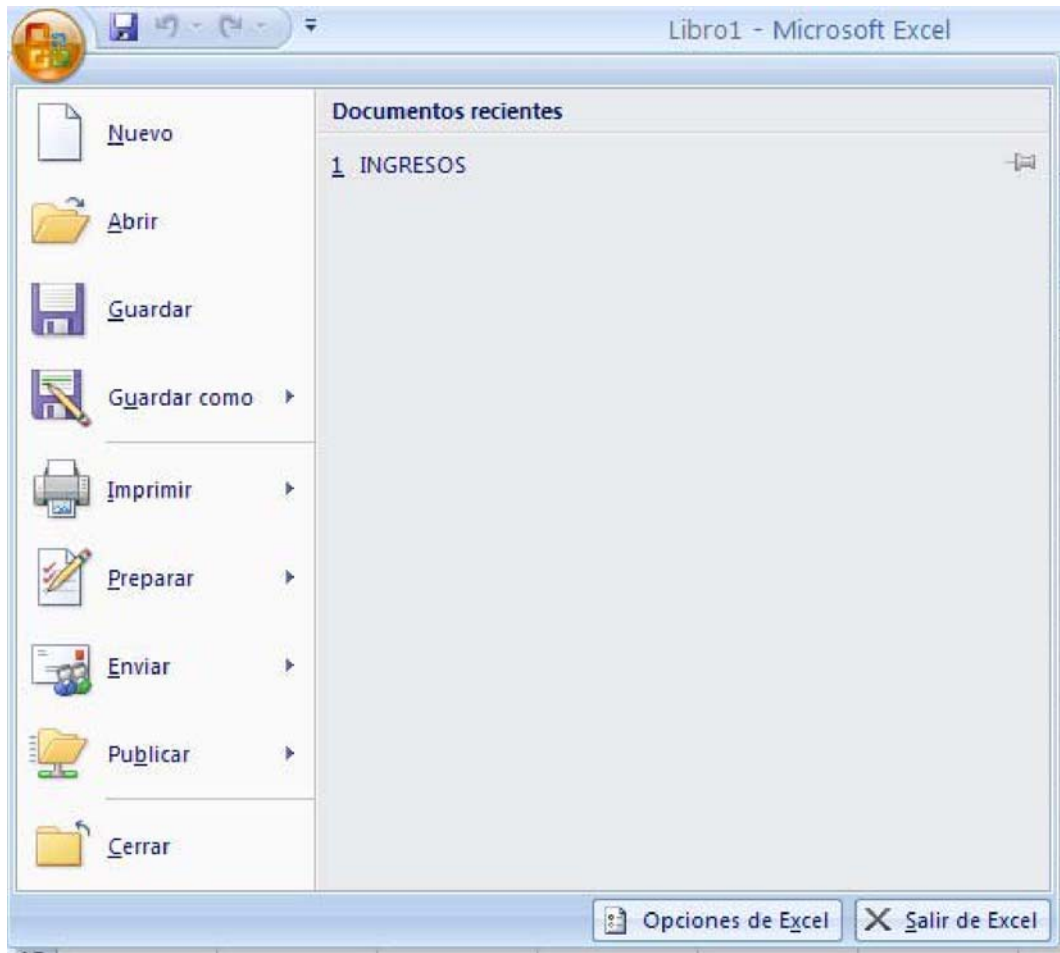 Libro1 - Microsoft Excel
Documentos recientes
1 INGRESOS
Nuevo
Abrir
Guardar
Guardar como
Imprimir
Preparar
Enviar
Publicar
Cerrar
Opciones de Excel
Salir de Excel